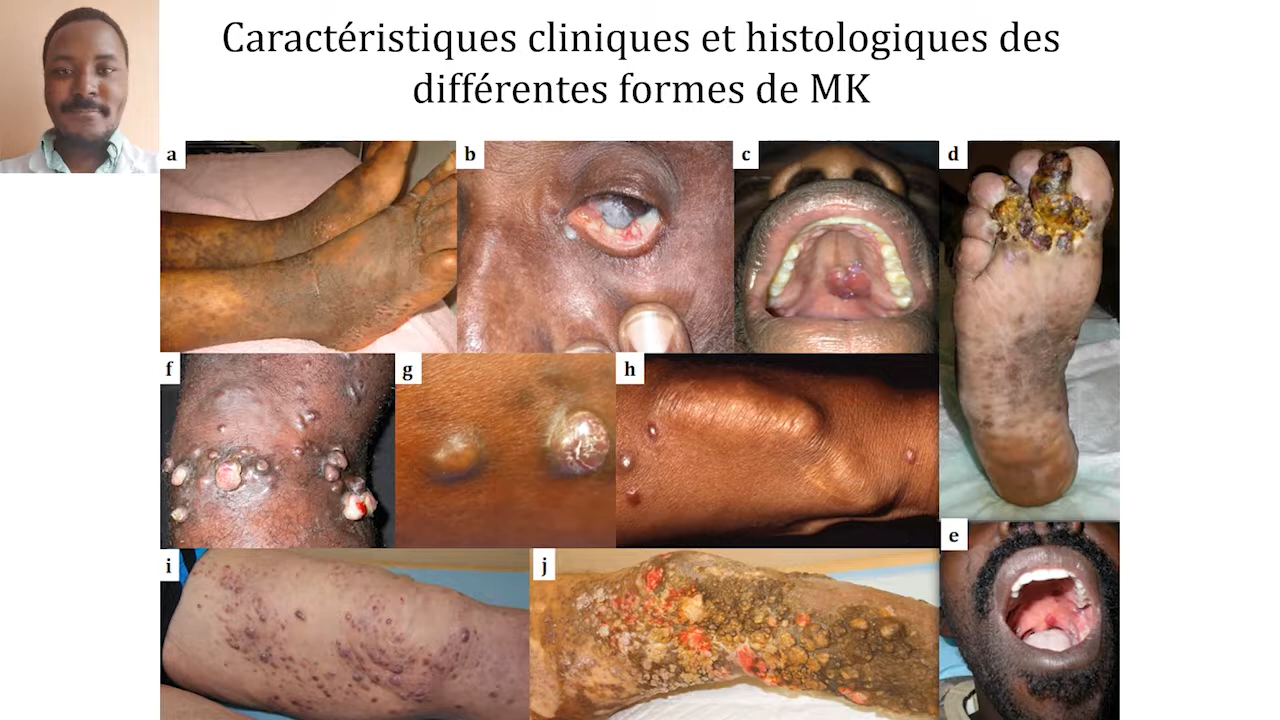 Caractéristiques cliniques et histologiques des
différentes formes de MK
a
b
c
d
f
g
h
e
i
j